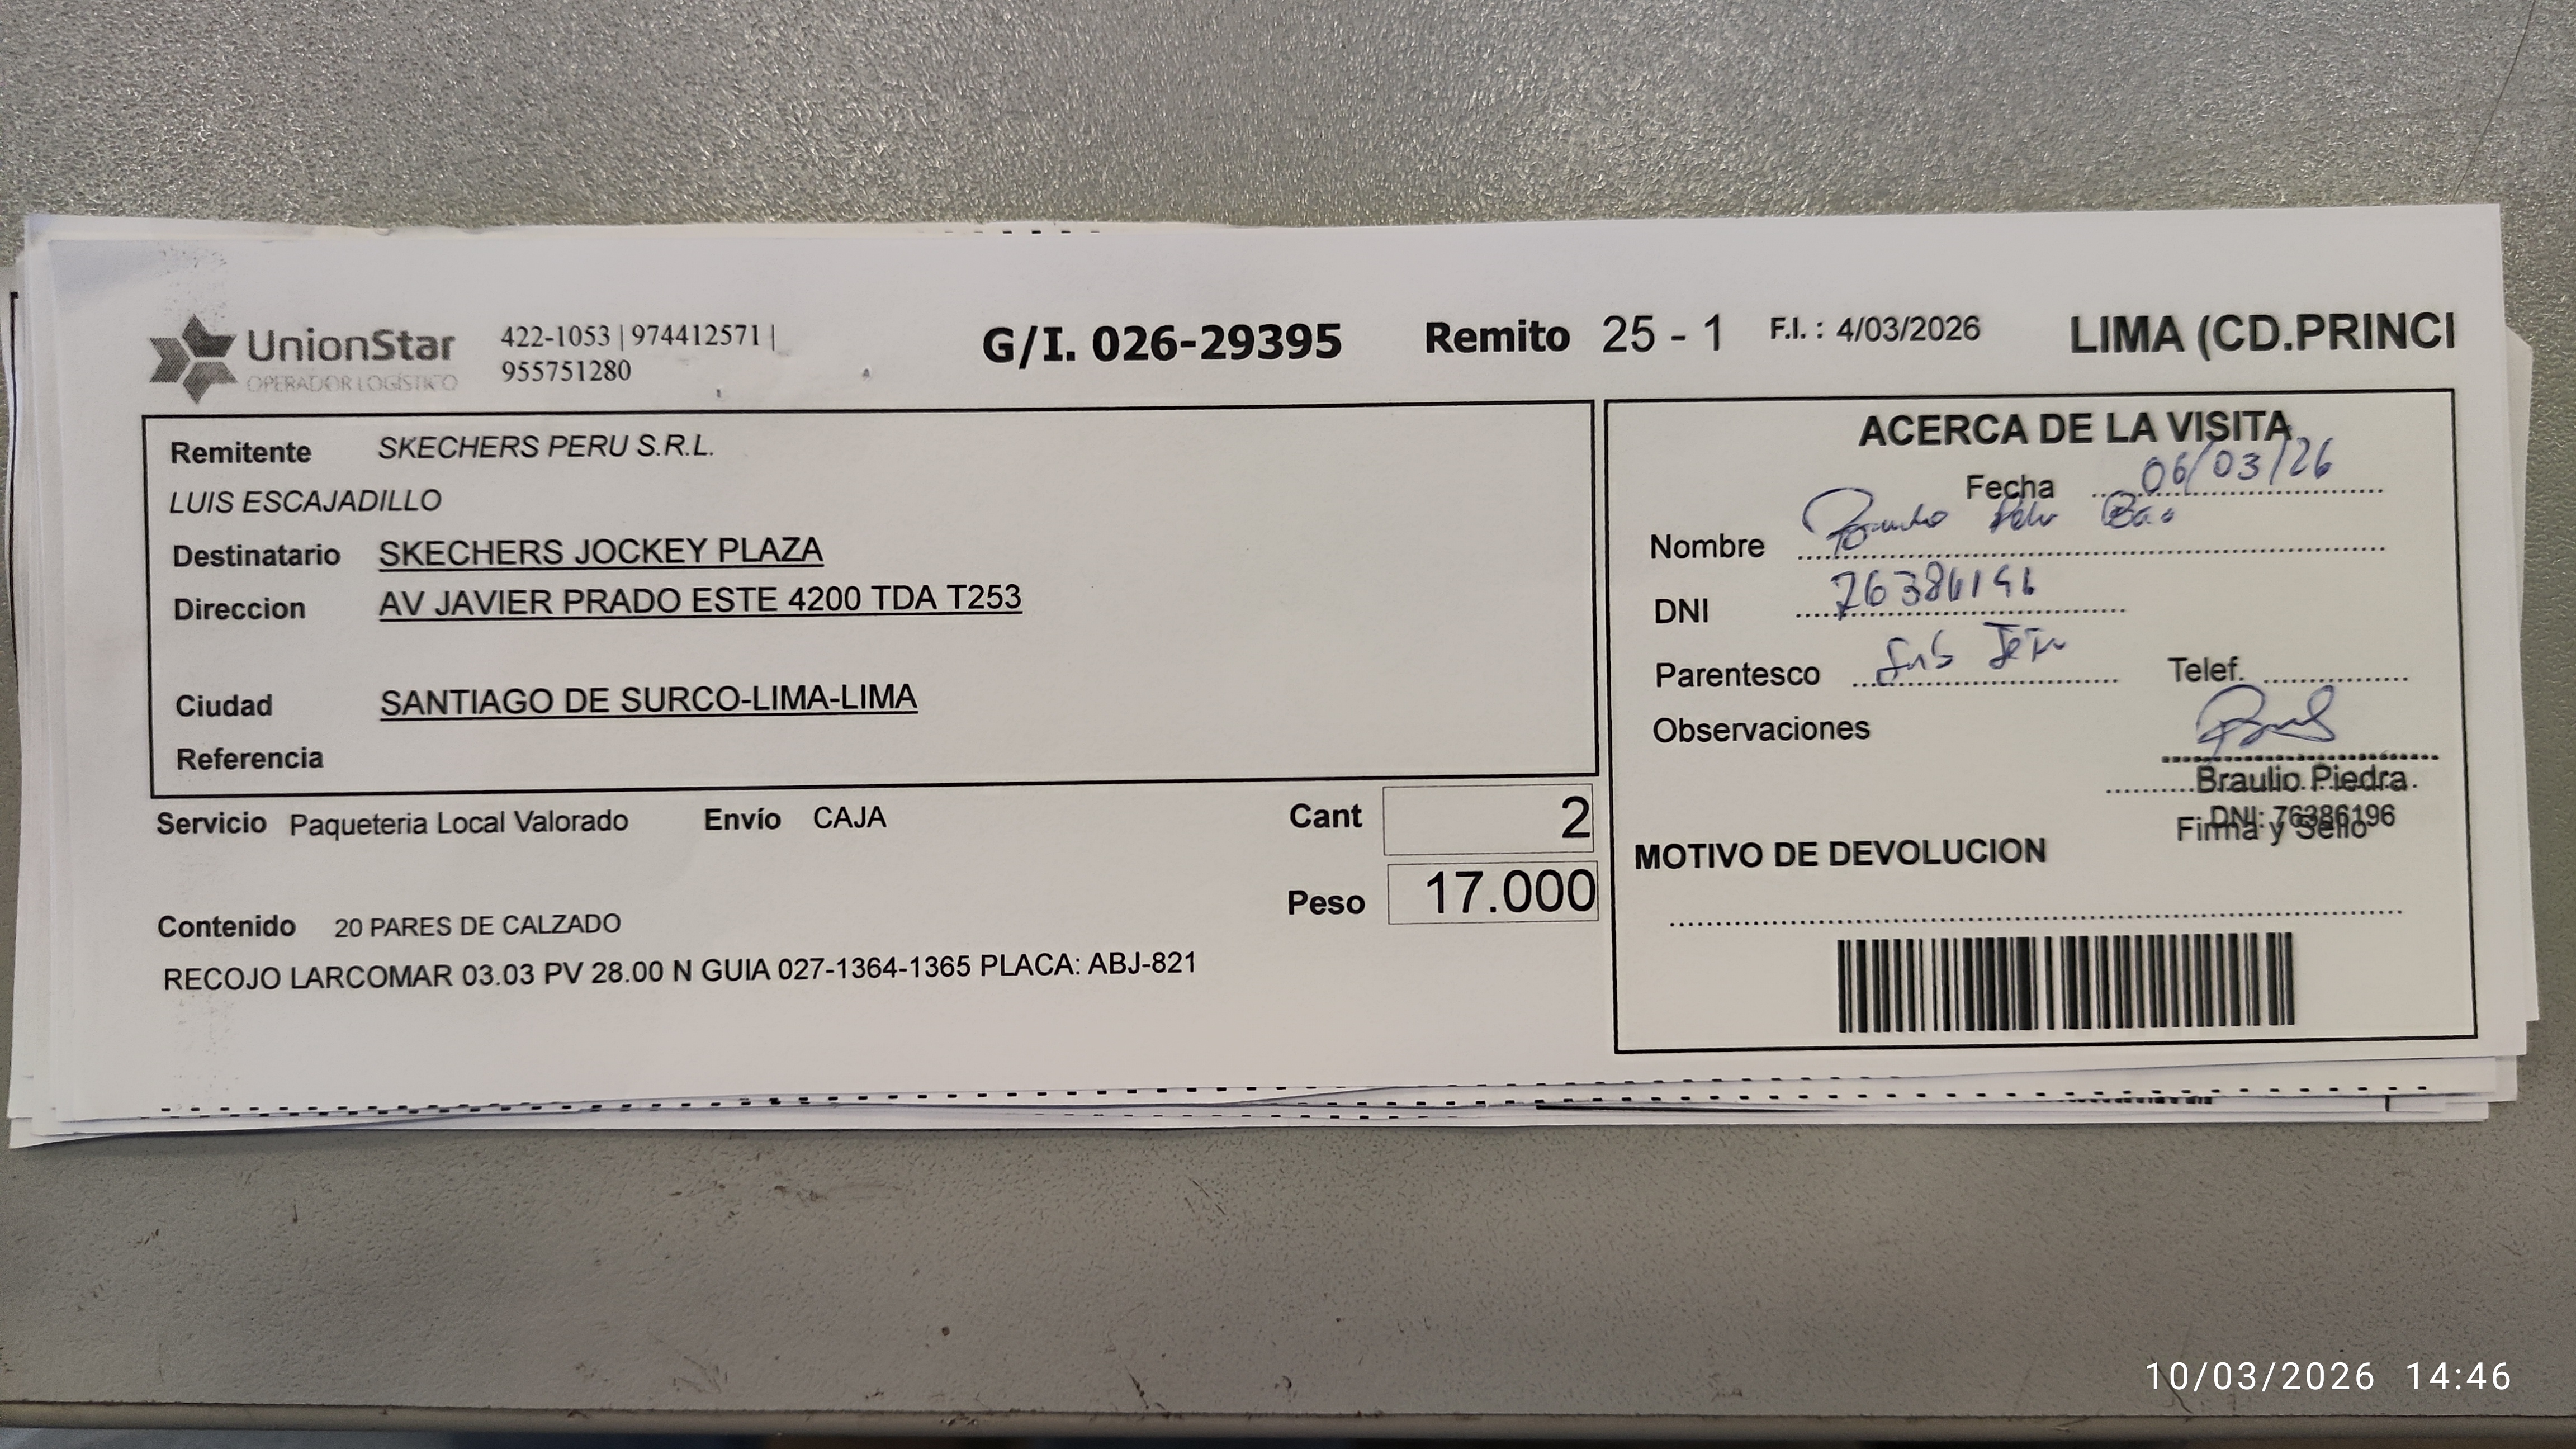 UnionStar
OPERADOR LOGÍSTICO
422-1053 | 974412571 |
955751280
G/I. 026-29395
Remito 25 - 1
F.I. : 4/03/2026
LIMA (CD.PRINCI
Remitente SKECHERS PERU S.R.L.
LUIS ESCAJADILLO
Destinatario SKECHERS JOCKEY PLAZA
Direccion AV JAVIER PRADO ESTE 4200 TDA T253
Ciudad SANTIAGO DE SURCO-LIMA-LIMA
Referencia
Servicio Paqueteria Local Valorado Envío CAJA
Cant 2
Peso 17.000
Contenido 20 PARES DE CALZADO
RECOJO LARCOMAR 03.03 PV 28.00 N GUIA 027-1364-1365 PLACA: ABJ-821
ACERCA DE LA VISITA
Fecha 06/03/26
Nombre Braulio
DNI 76386196
Parentesco Sub Telef.
Observaciones
Braulio Piedra
DNI: 76386196
Firma y Sello
MOTIVO DE DEVOLUCION
10/03/2026 14:46